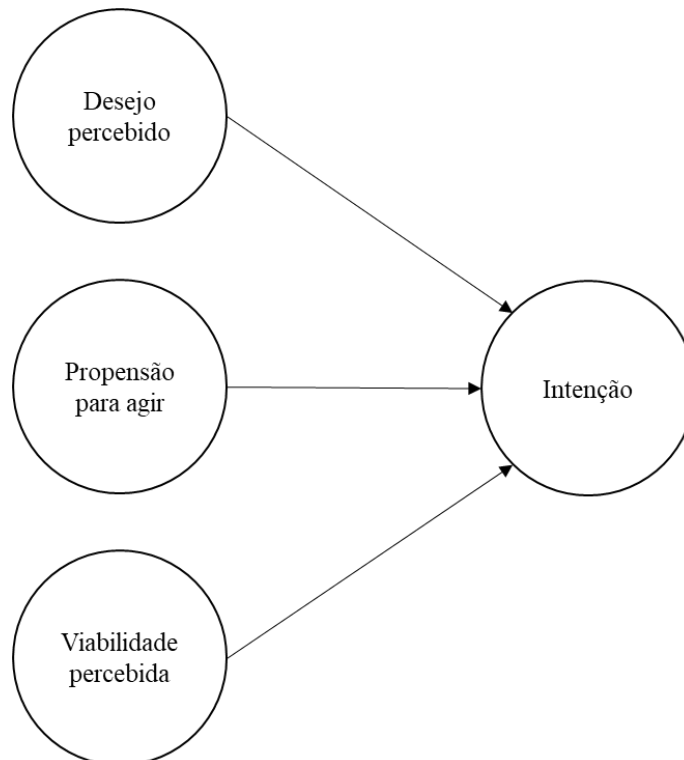 Desejo
percebido
Propensão
para agir
Intenção
Viabilidade
percebida